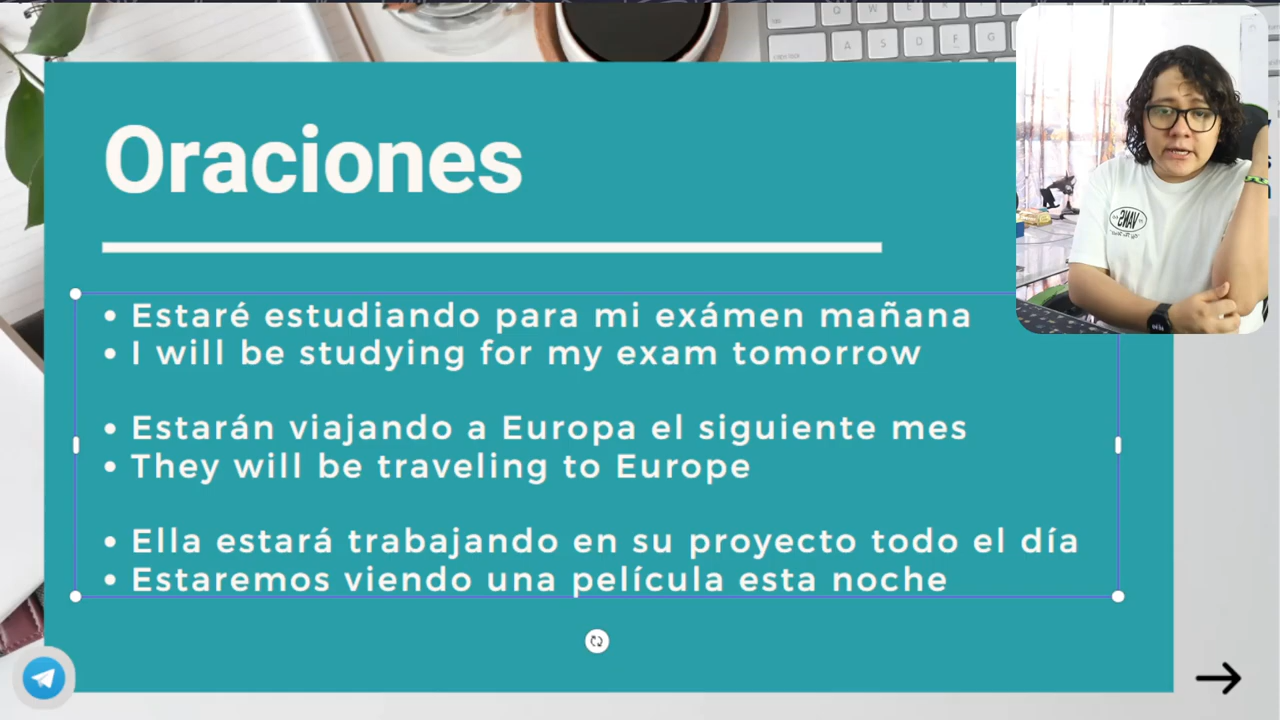 Oraciones
• Estaré estudiando para mi exámen mañana
• I will be studying for my exam tomorrow
• Estarán viajando a Europa el siguiente mes
• They will be traveling to Europe
• Ella estará trabajando en su proyecto todo el día
• Estaremos viendo una película esta noche
Q W E R
A S D F G
VANS